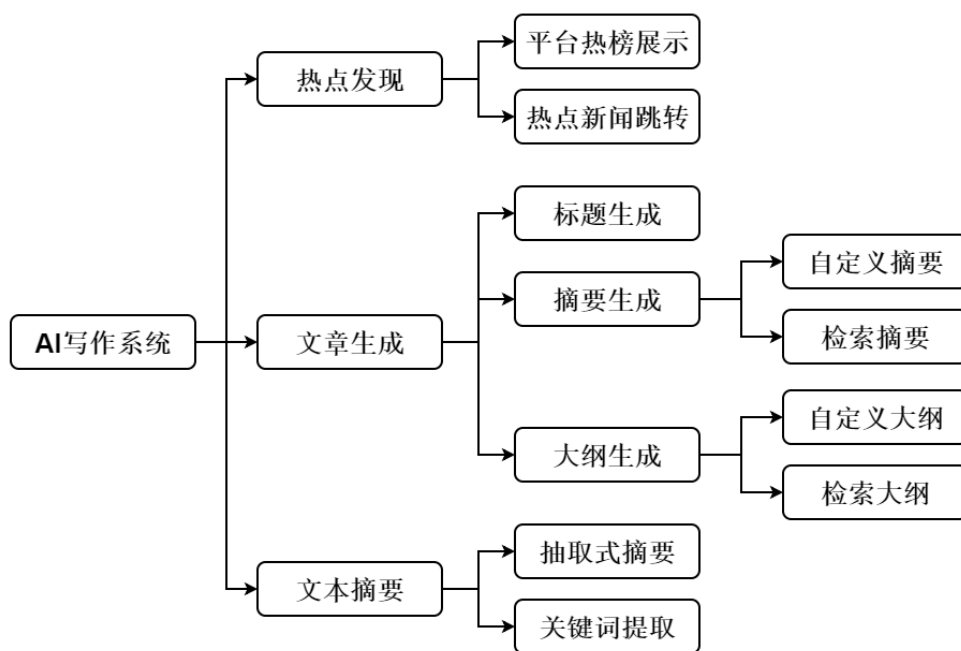 AI写作系统
热点发现
平台热榜展示
热点新闻跳转
文章生成
标题生成
摘要生成
自定义摘要
检索摘要
大纲生成
自定义大纲
检索大纲
文本摘要
抽取式摘要
关键词提取